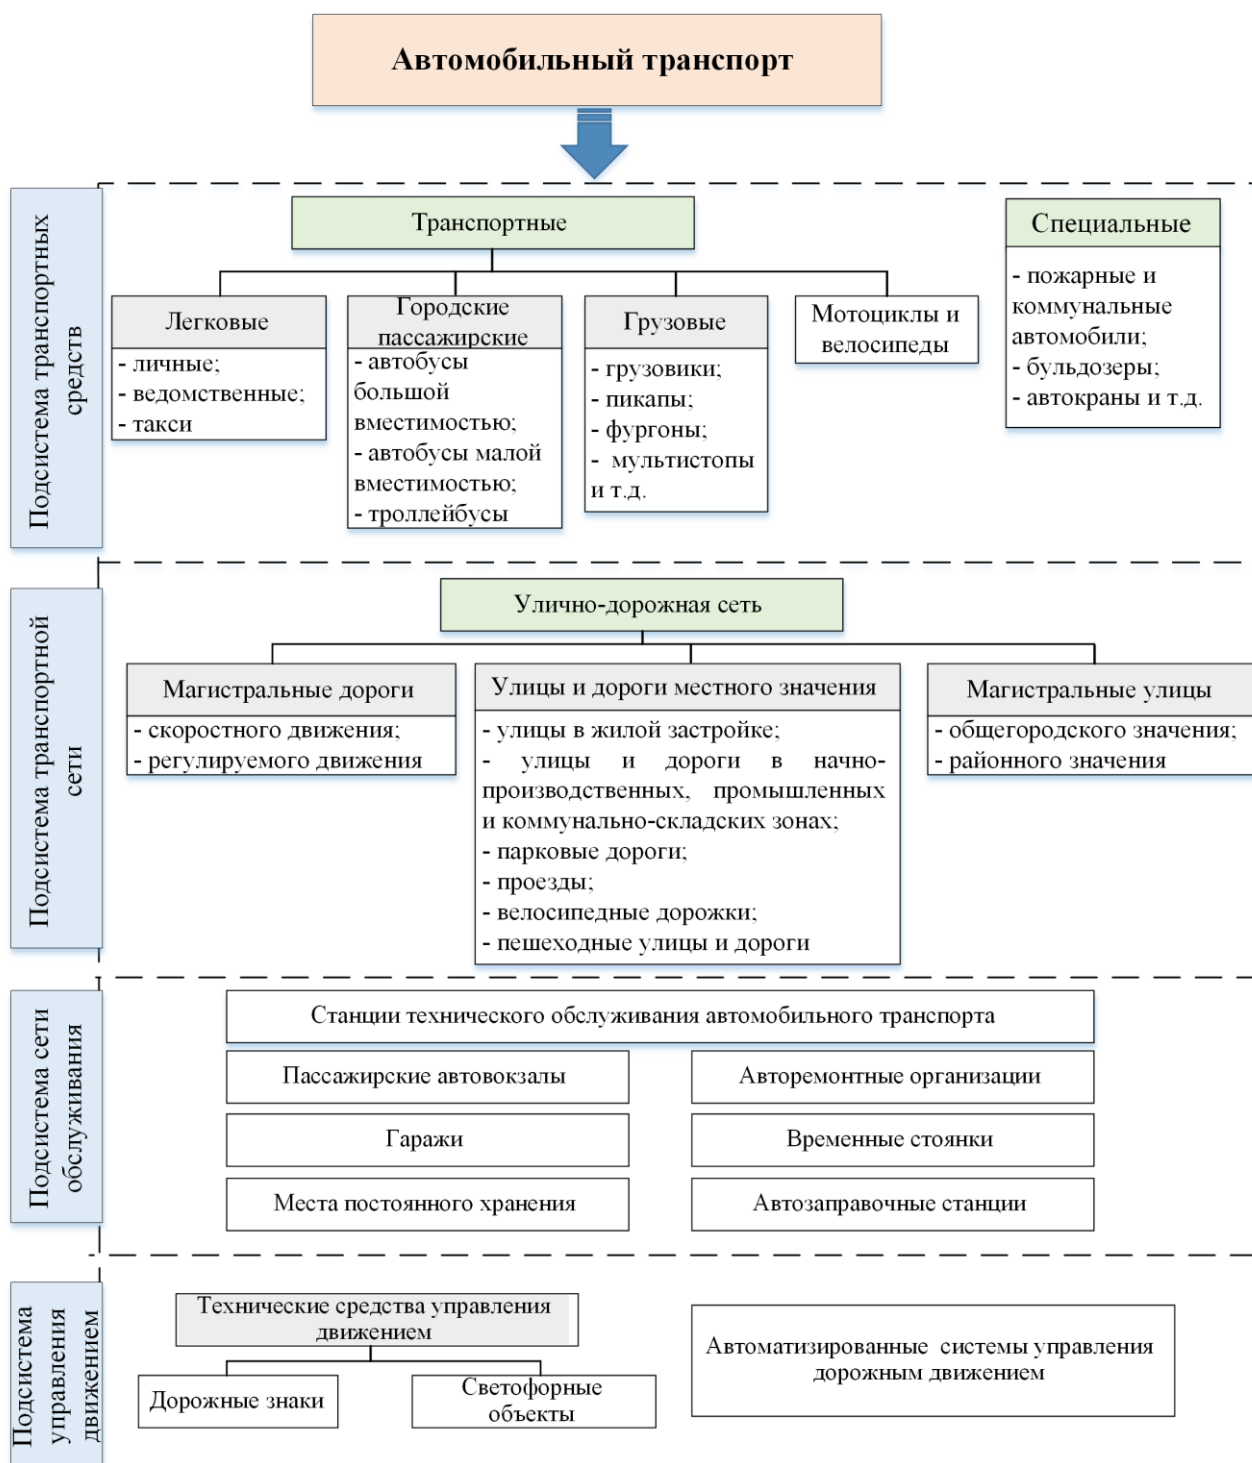 Автомобильный транспорт
Подсистема транспортных
средств
Транспортные
Специальные
- пожарные и
коммунальные
автомобили;
- бульдозеры;
- автокраны и т.д.
Легковые
- личные;
- ведомственные;
- такси
Городские
пассажирские
- автобусы
большой
вместимостью;
- автобусы малой
вместимостью;
- троллейбусы
Грузовые
- грузовики;
- пикапы;
- фургоны;
- мультистопы
и т.д.
Мотоциклы и
велосипеды
Подсистема транспортной
сети
Улично-дорожная сеть
Магистральные дороги
- скоростного движения;
- регулируемого движения
Улицы и дороги местного значения
- улицы в жилой застройке;
- улицы и дороги в начно-
производственных, промышленных
и коммунально-складских зонах;
- парковые дороги;
- проезды;
- велосипедные дорожки;
- пешеходные улицы и дороги
Магистральные улицы
- общегородского значения;
- районного значения
Подсистема сети
обслуживания
Станции технического обслуживания автомобильного транспорта
Пассажирские автовокзалы
Авторемонтные организации
Гаражи
Временные стоянки
Места постоянного хранения
Автозаправочные станции
Подсистема
управления
движением
Технические средства управления
движением
Дорожные знаки
Светофорные
объекты
Автоматизированные системы управления
дорожным движением